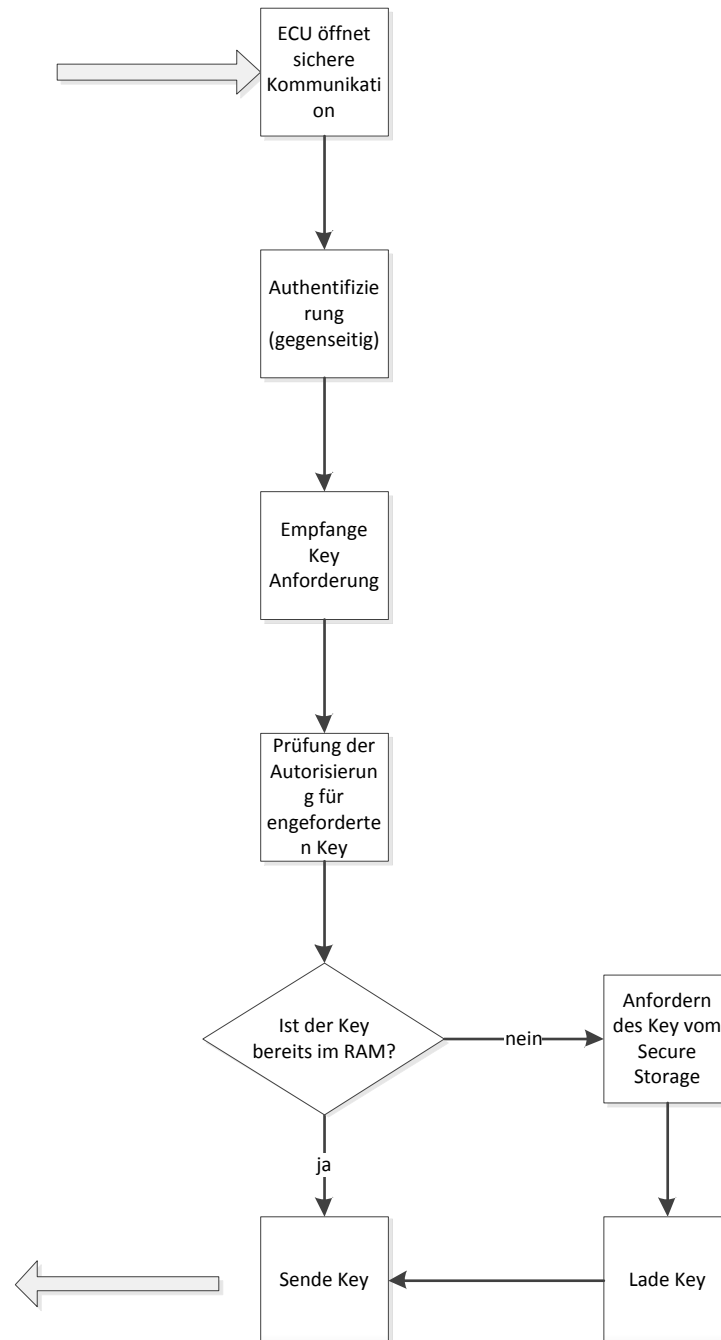 ECU öffnet
sichere
Kommunikati
on
Authentifizie
rung
(gegenseitig)
Empfange
Key
Anforderung
Prüfung der
Autorisierun
g für
engeforderte
n Key
Ist der Key
bereits im RAM?
nein
Anfordern
des Key vom
Secure
Storage
ja
Sende Key
Lade Key